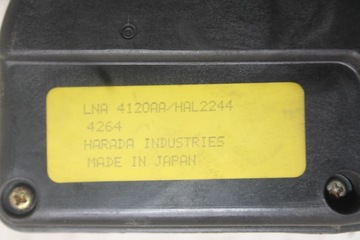 LNA 4120AA/HAL2244
4264
HARADA INDUSTRIES
MADE IN JAPAN